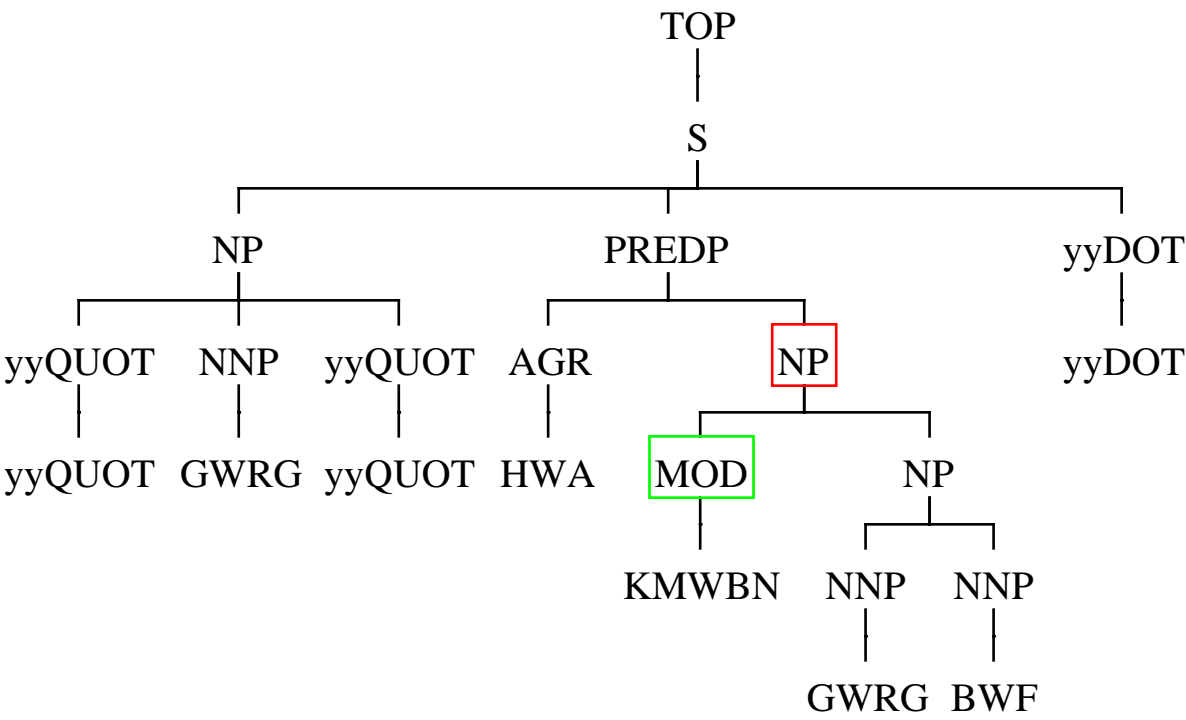 TOP
S
NP PREDP yyDOT
yyQUOT NNP yyQUOT AGR NP yyDOT
yyQUOT GWRG yyQUOT HWA MOD NP
KMWBN NNP NNP
GWRG BWF